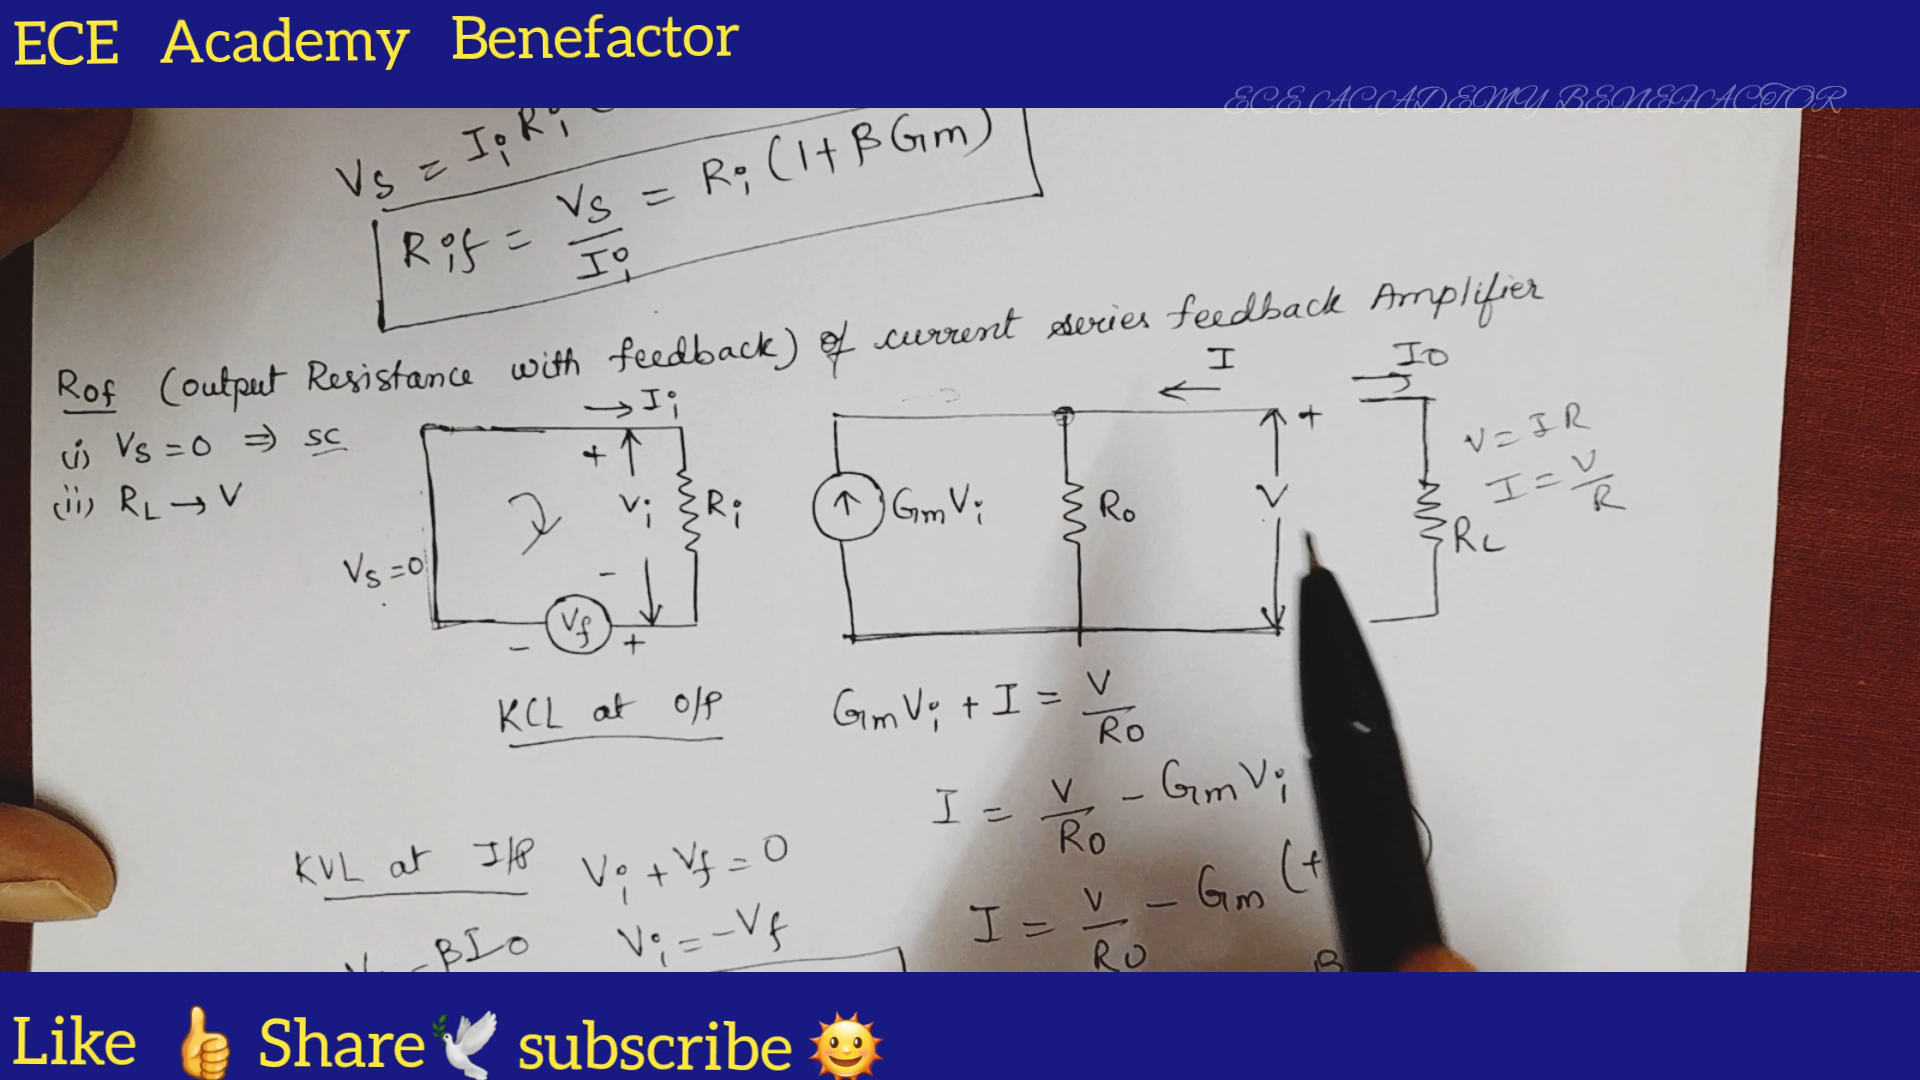 ECE Academy Benefactor
ECE ACCADEMY BENEFACTOR
Vs = Ii Ri
Rif = Vs/Ii = Ri (1+βGm)
Rof (output Resistance with feedback) of current series feedback Amplifier
(i) Vs = 0 ⇒ SC
(ii) RL → V
Ii
+
Vi
-
Ri
Vs = 0
Vf
- +
GmVi
Ro
I
+
V
Io
RL
V = IR
I = V/R
KCL at o/p GmVi + I = V/Ro
I = V/Ro - GmVi
KVL at I/P Vi + Vf = 0
I = V/Ro - Gm (+
βIo Vi = -Vf
β
Like 👍 Share 🕊 subscribe 🌞